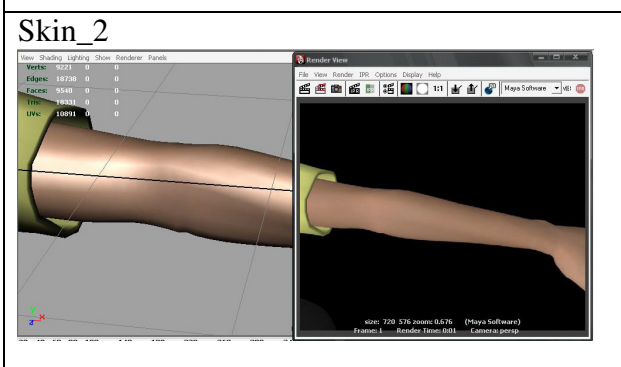 Skin_2
View Shading Lighting Show Renderer Panels
Verts: 9221 0 0
Edges: 18738 0 0
Faces: 9540 0 0
Tris: 18331 0 0
UVs: 10891 0 0
Render View
File View Render IPR Options Display Help
1:1 Maya Software
size: 720 576 zoom: 0.676 (Maya Software)
Frame: 1 Render Time: 0:01 Camera: persp